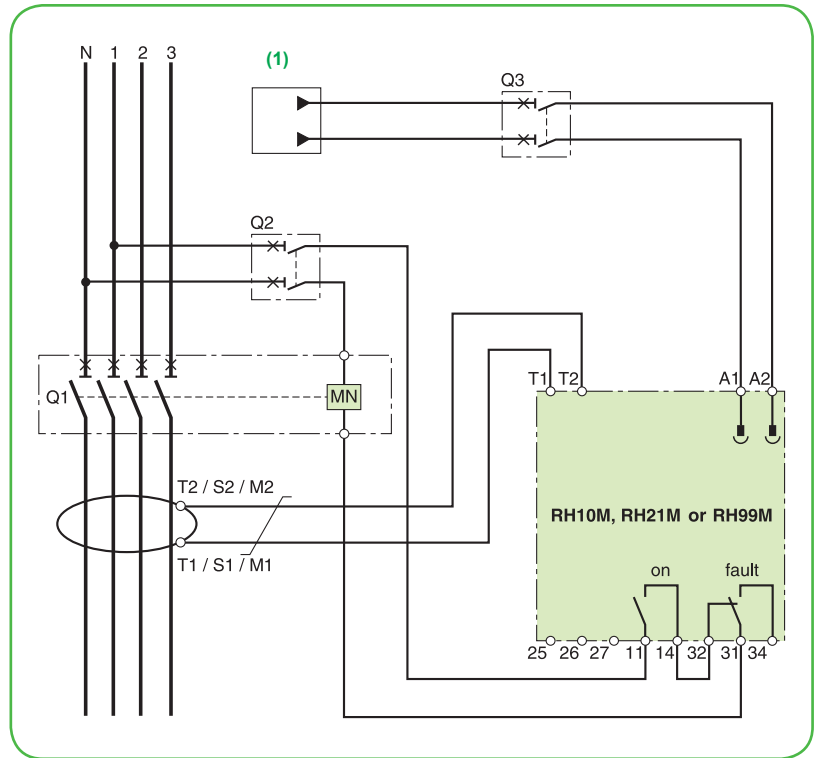 N 1 2 3
(1)
Q3
Q2
Q1
MN
T1 T2
A1 A2
T2 / S2 / M2
T1 / S1 / M1
RH10M, RH21M or RH99M
on
fault
25 26 27 11 14 32 31 34